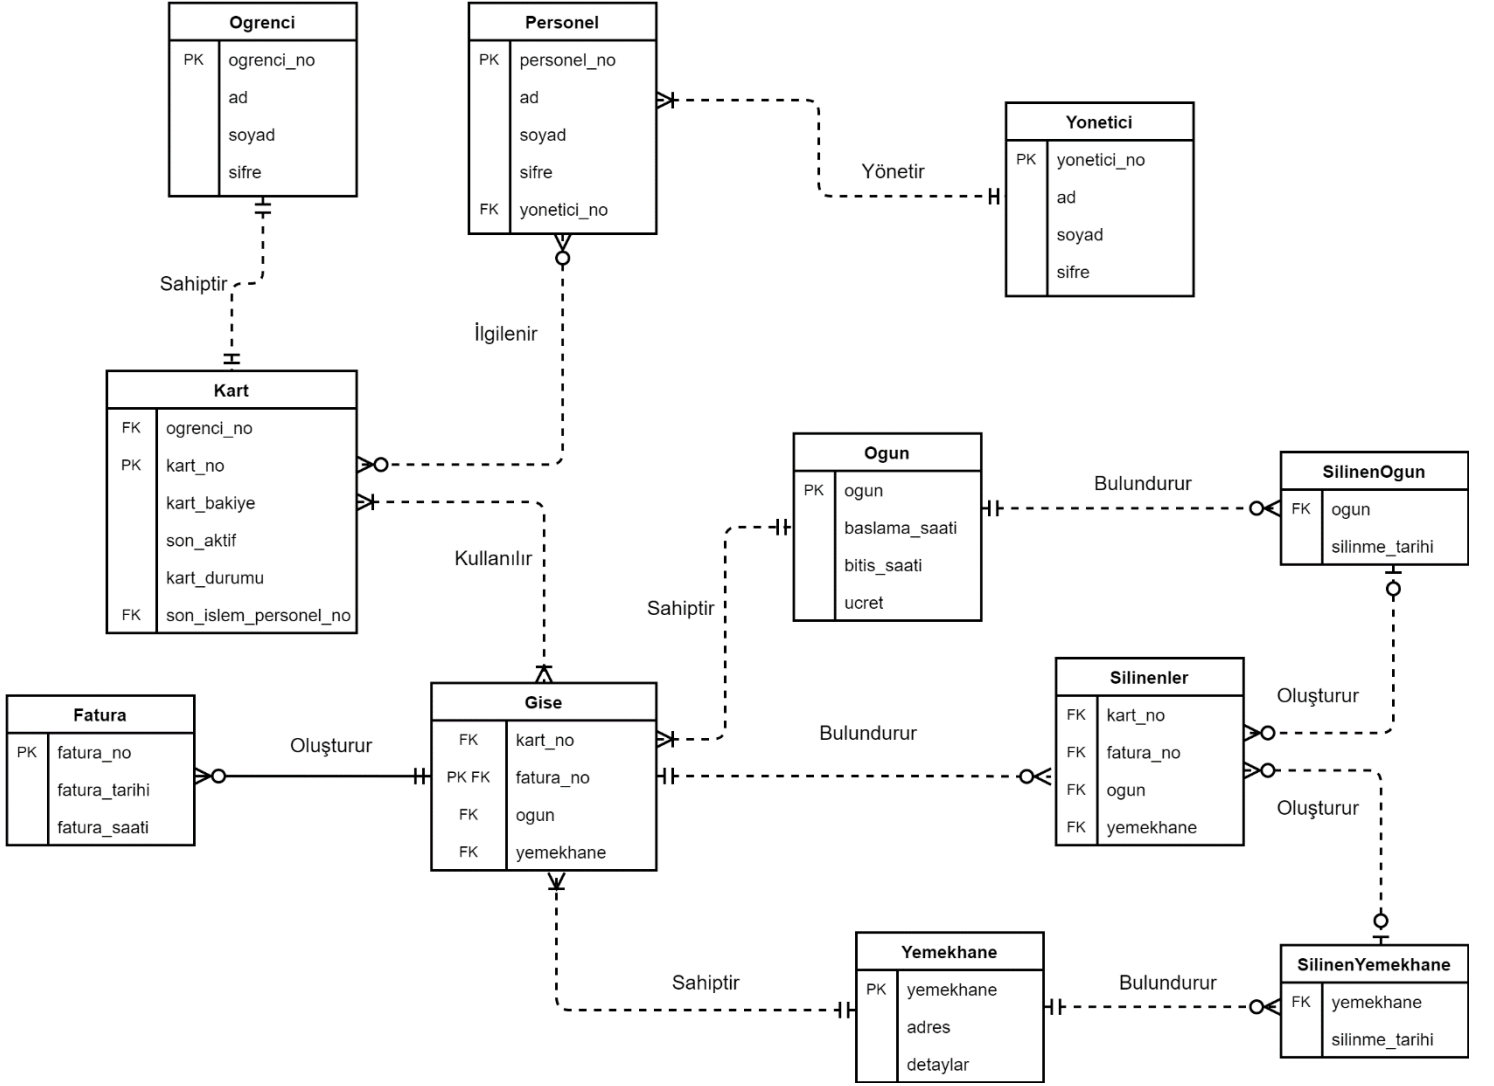 Ogrenci
PK ogrenci_no
ad
soyad
sifre
Personel
PK personel_no
ad
soyad
sifre
FK yonetici_no
Yonetici
PK yonetici_no
ad
soyad
sifre
Yönetir
Sahiptir
İlgilenir
Kart
FK ogrenci_no
PK kart_no
kart_bakiye
son_aktif
kart_durumu
FK son_islem_personel_no
Kullanılır
Ogun
PK ogun
baslama_saati
bitis_saati
ucret
Bulundurur
SilinenOgun
FK ogun
silinme_tarihi
Sahiptir
Fatura
PK fatura_no
fatura_tarihi
fatura_saati
Oluşturur
Gise
FK kart_no
PK FK fatura_no
FK ogun
FK yemekhane
Bulundurur
Silinenler
FK kart_no
FK fatura_no
FK ogun
FK yemekhane
Oluşturur
Oluşturur
Sahiptir
Yemekhane
PK yemekhane
adres
detaylar
Bulundurur
SilinenYemekhane
FK yemekhane
silinme_tarihi